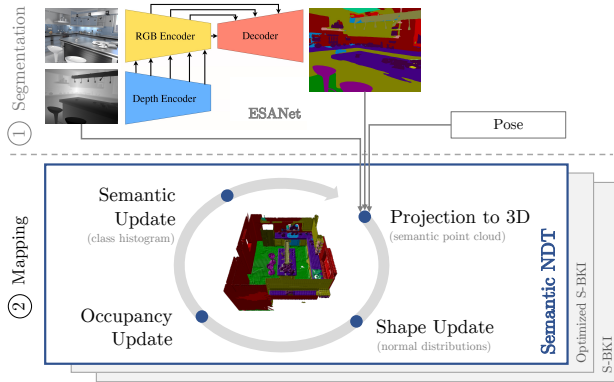 1 Segmentation
RGB Encoder
Decoder
Depth Encoder
ESANet
Pose
2 Mapping
Semantic
Update
(class histogram)
Projection to 3D
(semantic point cloud)
Occupancy
Update
Shape Update
(normal distributions)
Semantic NDT
Optimized S-BKI
S-BKI